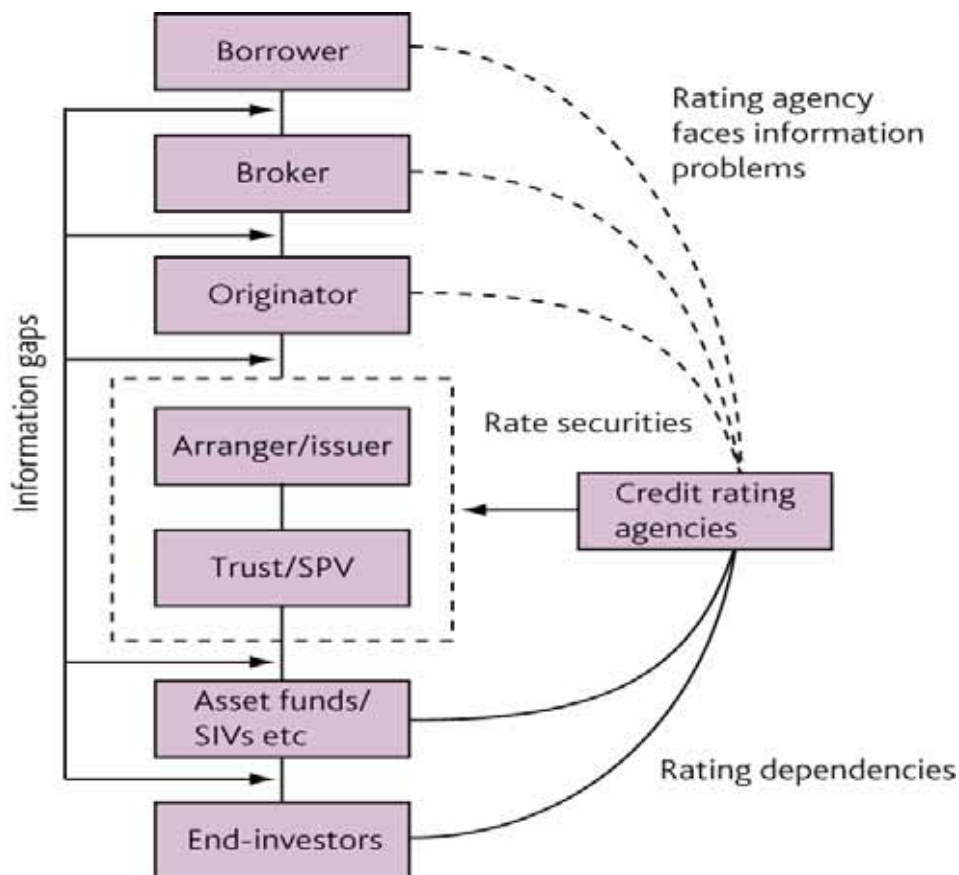 Borrower
Rating agency
faces information
problems
Broker
Originator
Information gaps
Arranger/issuer
Rate securities
Credit rating
agencies
Trust/SPV
Asset funds/
SIVs etc
Rating dependencies
End-investors